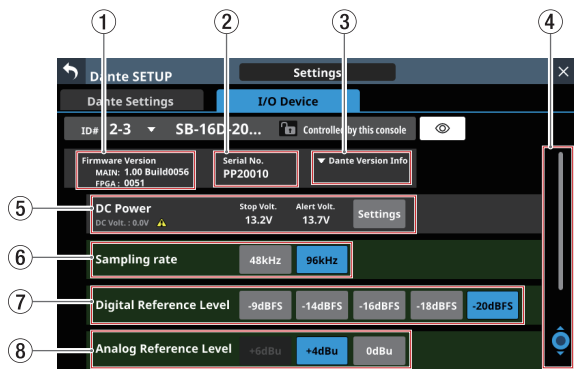 ① ② ③ ④
Dante SETUP Settings ×
Dante Settings I/O Device
ID# 2-3 ▼ SB-16D-20... Controlled by this console
Firmware Version
MAIN: 1.00 Build0056
FPGA : 0051
Serial No.
PP20010
▼ Dante Version Info
⑤
DC Power
DC Volt. : 0.0V
Stop Volt.
13.2V
Alert Volt.
13.7V
Settings
⑥
Sampling rate 48kHz 96kHz
⑦
Digital Reference Level -9dBFS -14dBFS -16dBFS -18dBFS -20dBFS
⑧
Analog Reference Level +6dBu +4dBu 0dBu